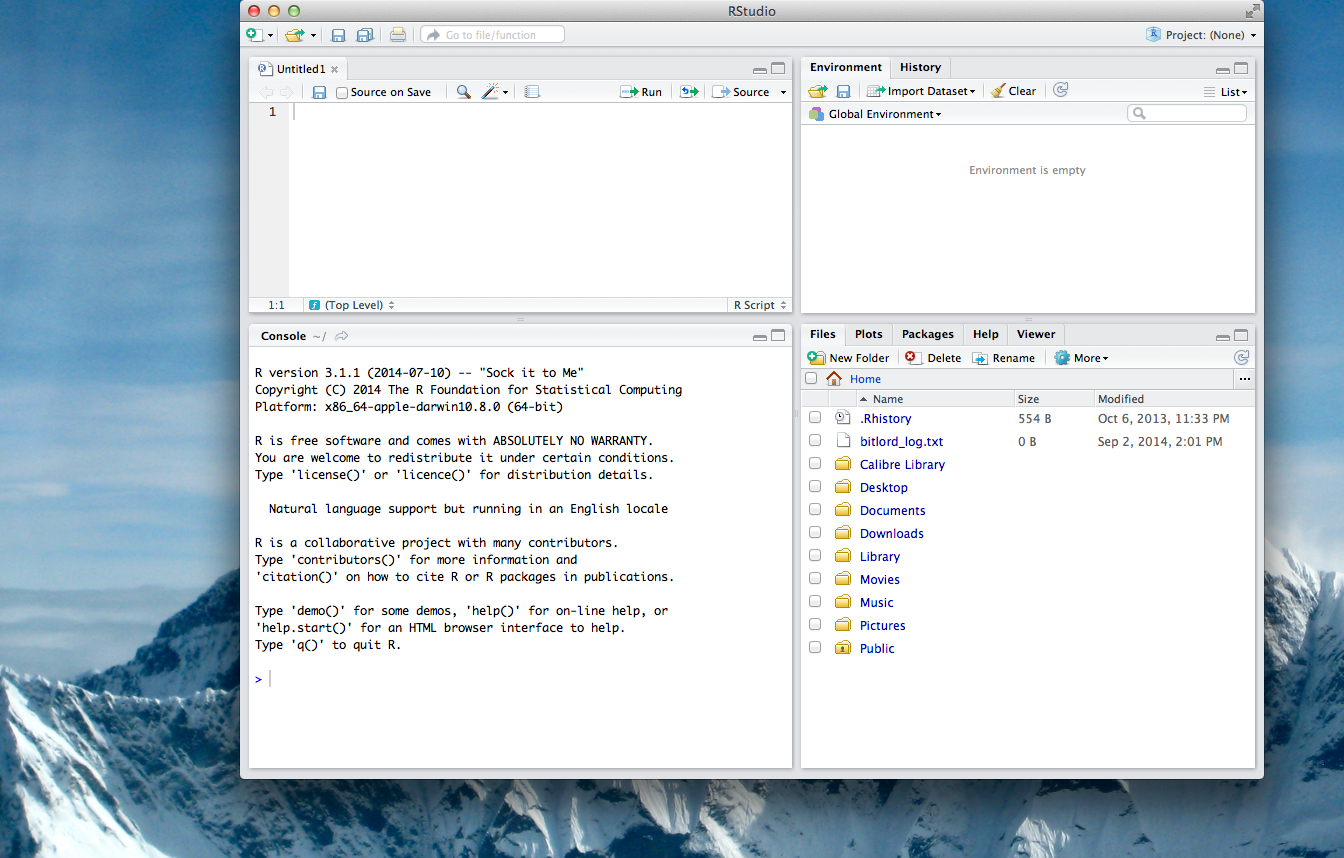 RStudio
Go to file/function
Project: (None)
Untitled1
Source on Save
Run
Source
1
1:1
(Top Level)
R Script
Console ~/
R version 3.1.1 (2014-07-10) -- "Sock it to Me"
Copyright (C) 2014 The R Foundation for Statistical Computing
Platform: x86_64-apple-darwin10.8.0 (64-bit)
R is free software and comes with ABSOLUTELY NO WARRANTY.
You are welcome to redistribute it under certain conditions.
Type 'license()' or 'licence()' for distribution details.
Natural language support but running in an English locale
R is a collaborative project with many contributors.
Type 'contributors()' for more information and
'citation()' on how to cite R or R packages in publications.
Type 'demo()' for some demos, 'help()' for on-line help, or
'help.start()' for an HTML browser interface to help.
Type 'q()' to quit R.
>
Environment History
Import Dataset Clear List
Global Environment
Environment is empty
Files Plots Packages Help Viewer
New Folder Delete Rename More
Home ...
Name Size Modified
.Rhistory 554 B Oct 6, 2013, 11:33 PM
bitlord_log.txt 0 B Sep 2, 2014, 2:01 PM
Calibre Library
Desktop
Documents
Downloads
Library
Movies
Music
Pictures
Public